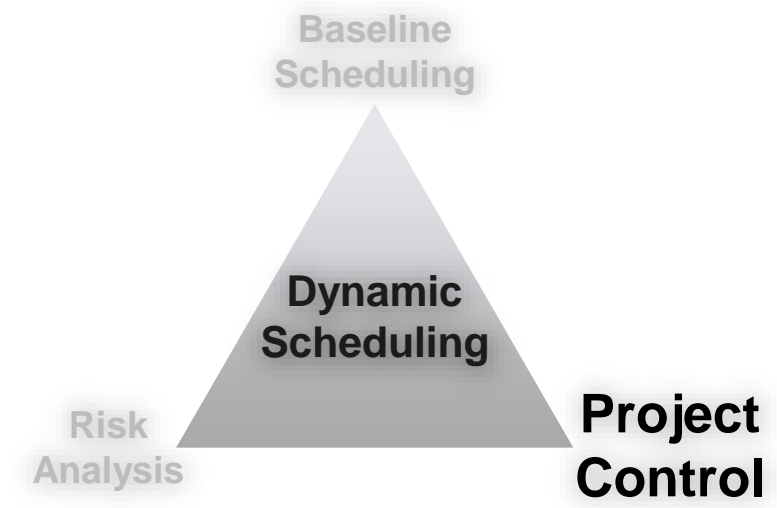 Baseline
Scheduling
Dynamic
Scheduling
Risk
Analysis
Project
Control